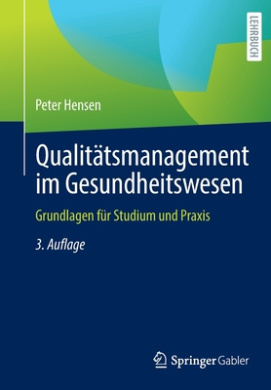 LEHRBUCH
Peter Hensen
Qualitätsmanagement
im Gesundheitswesen
Grundlagen für Studium und Praxis
3. Auflage
Springer Gabler